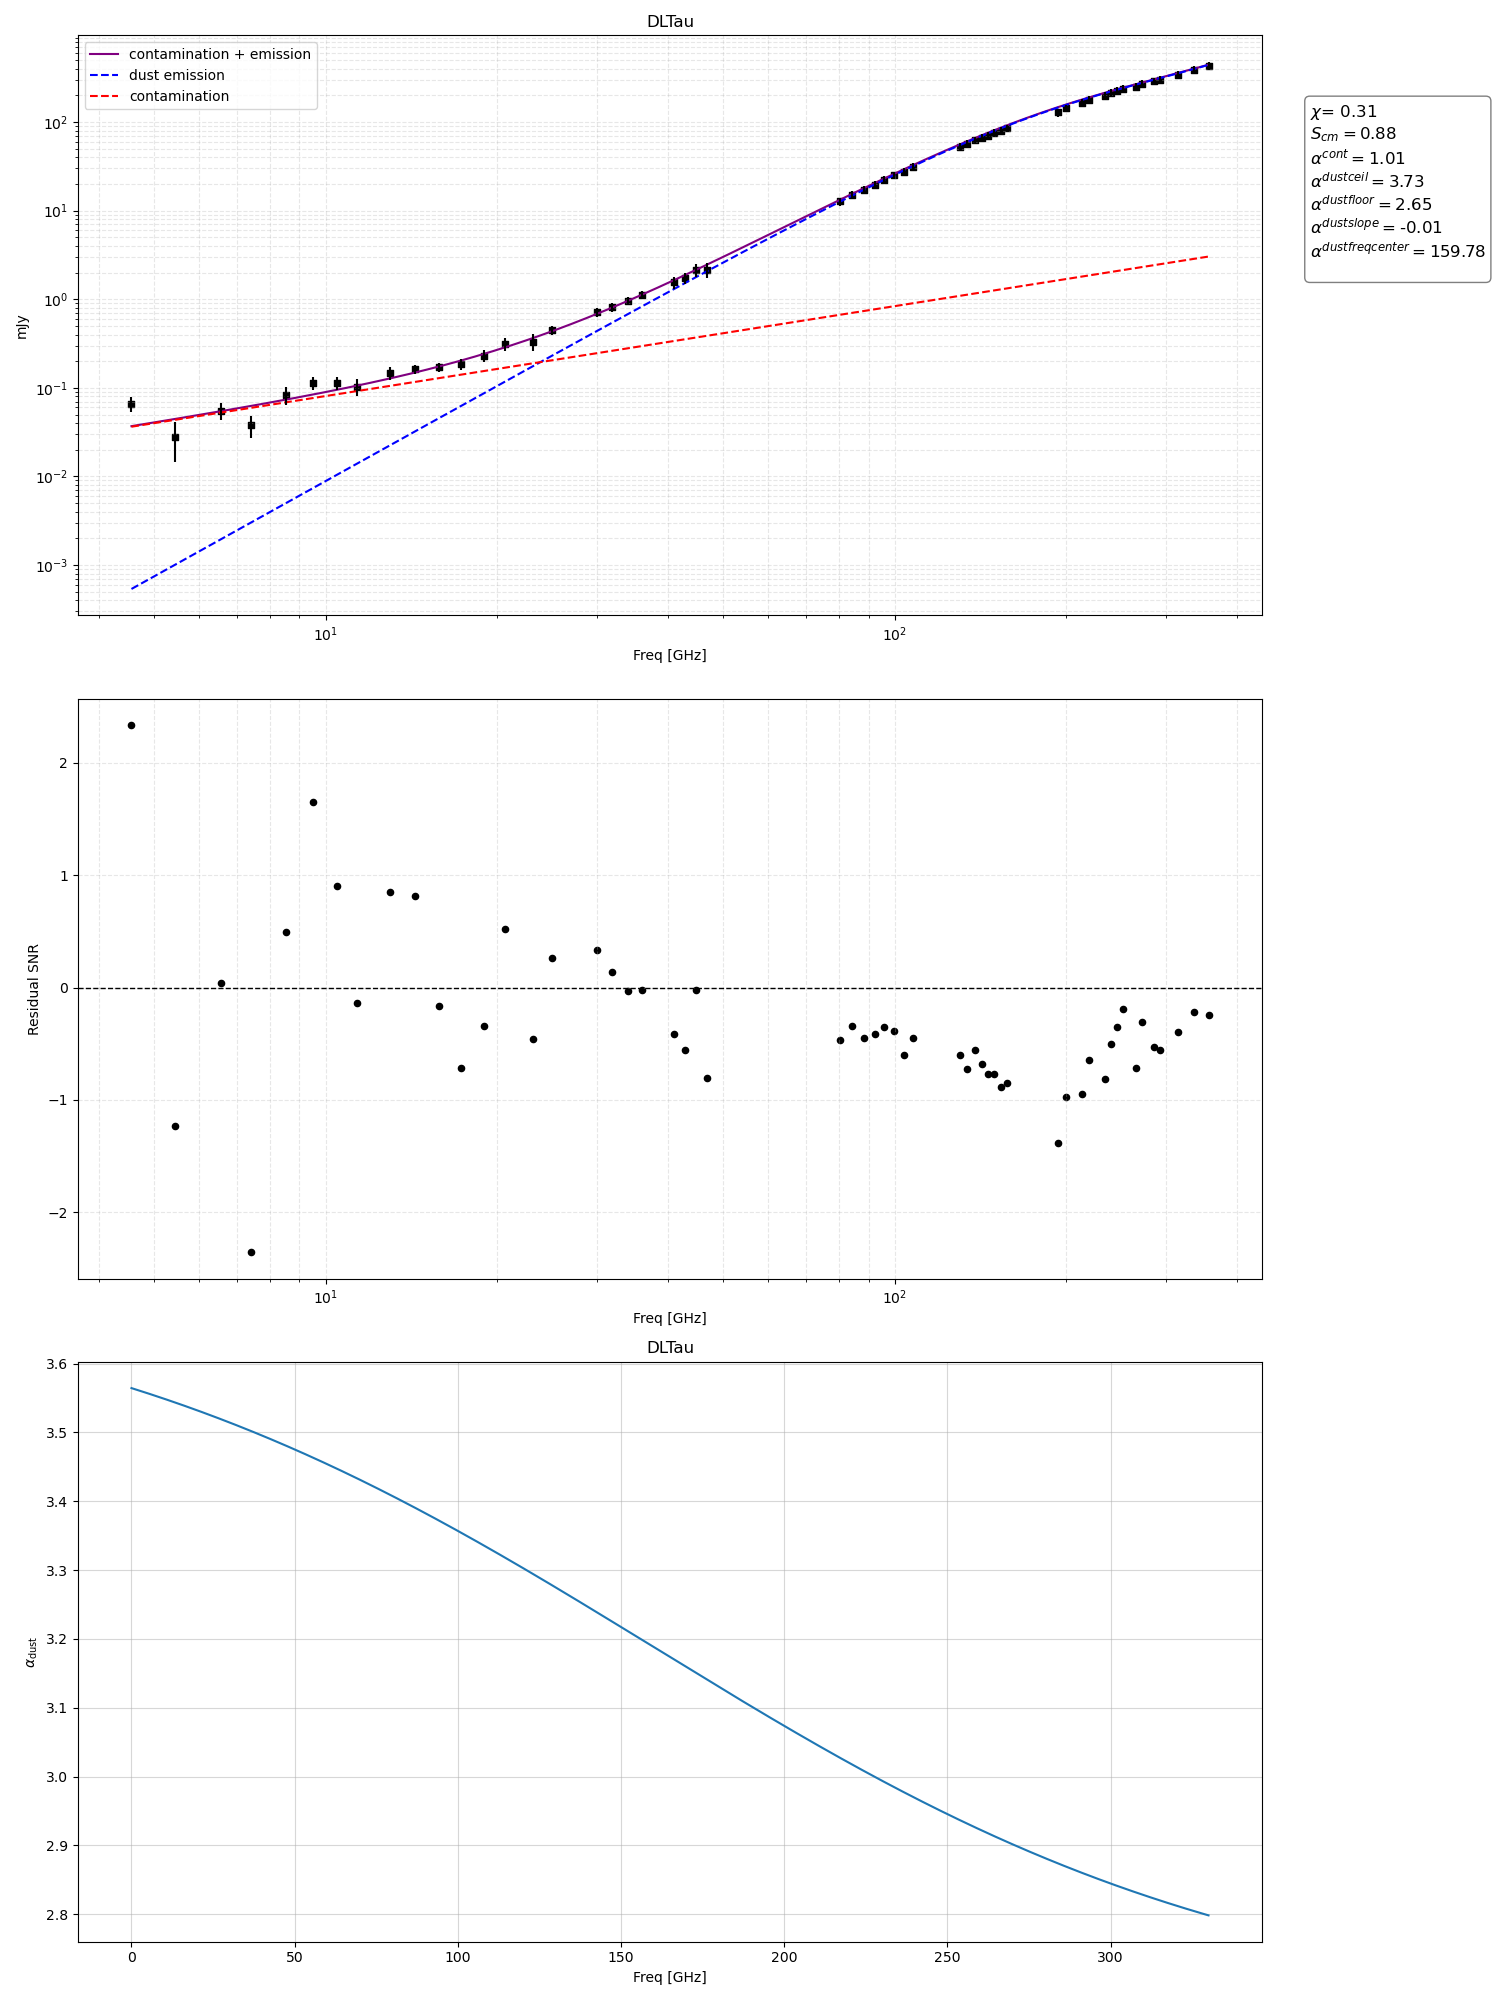 DLTau
contamination + emission
dust emission
contamination
χ= 0.31
S_cm = 0.88
α^cont = 1.01
α^dustceil = 3.73
α^dustfloor = 2.65
α^dustslope = -0.01
α^dustfreqcenter = 159.78
10^2
10^1
10^0
10^-1
10^-2
10^-3
mJy
10^1 10^2
Freq [GHz]
2
1
0
−1
−2
Residual SNR
10^1 10^2
Freq [GHz]
DLTau
3.6
3.5
3.4
3.3
3.2
3.1
3.0
2.9
2.8
α_dust
0 50 100 150 200 250 300
Freq [GHz]